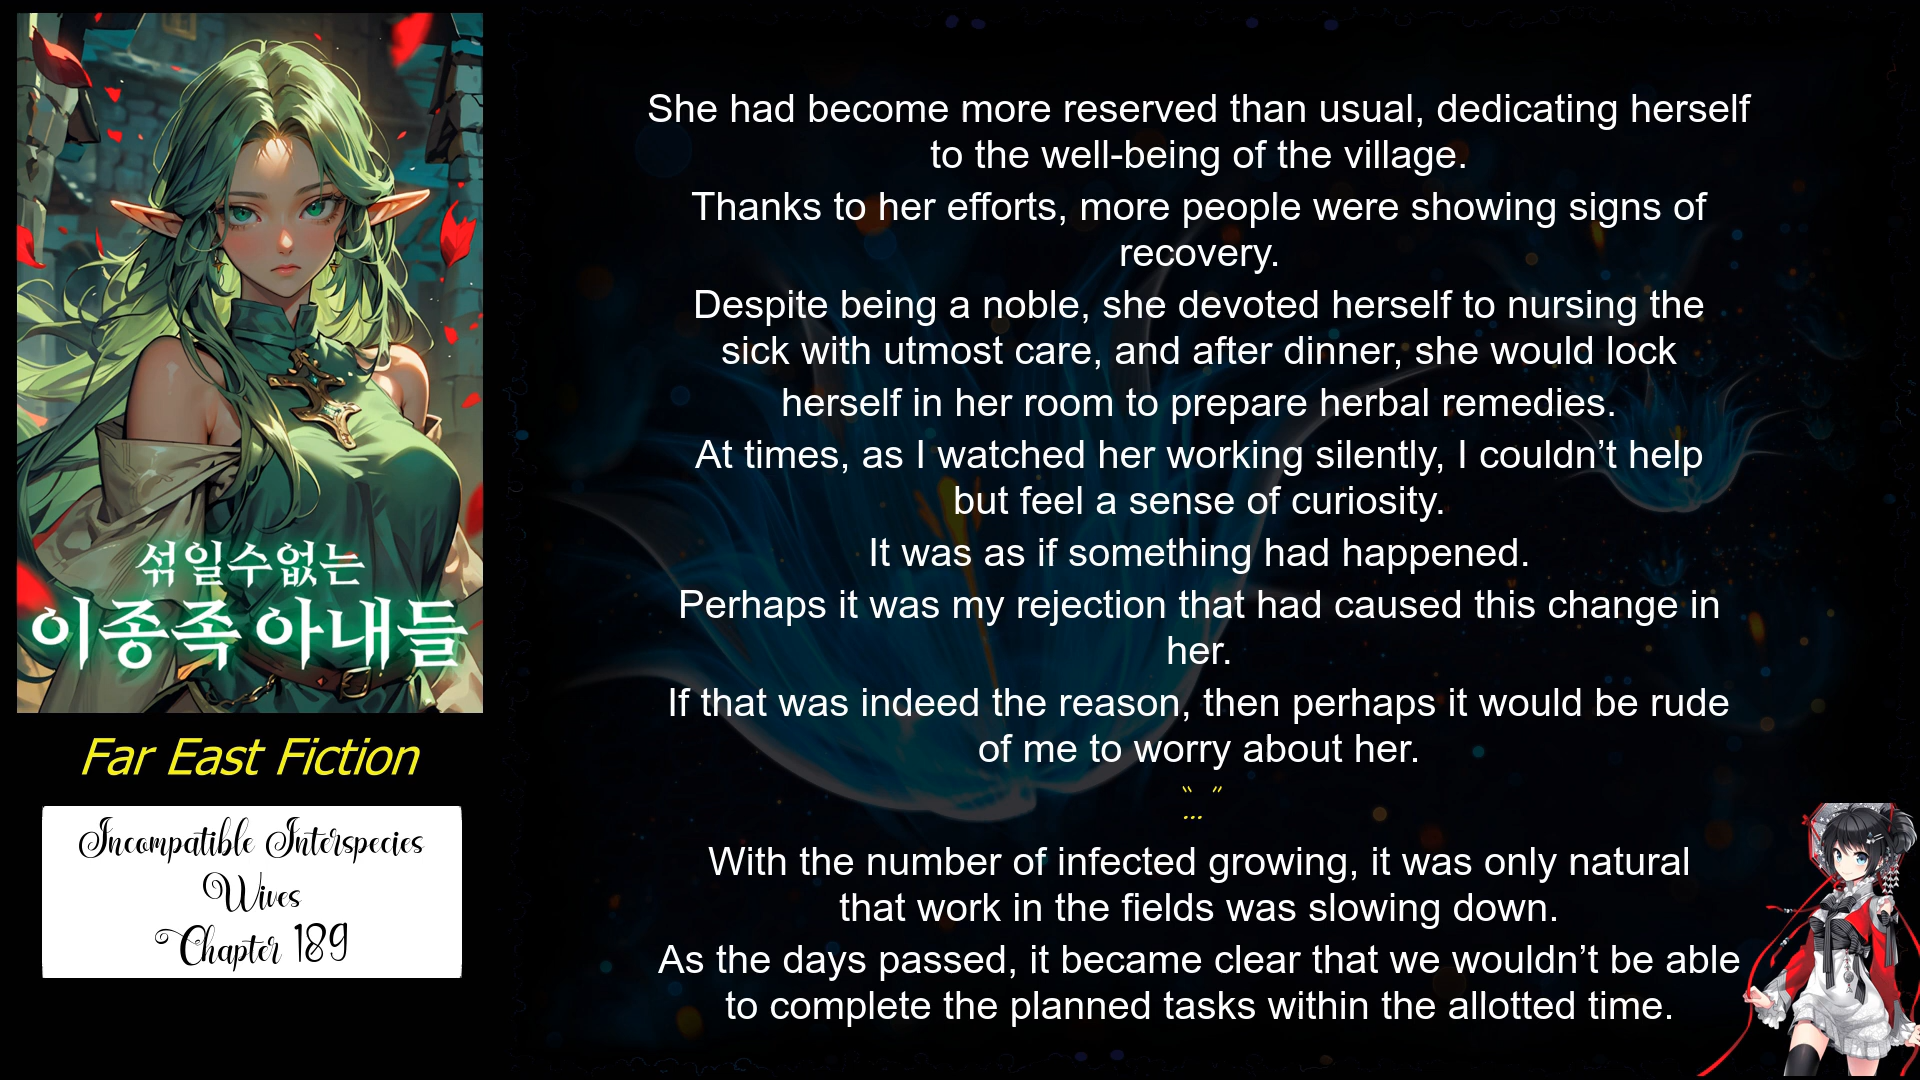 섞일수없는
이종족 아내들
Far East Fiction
Incompatible Interspecies
Wives
Chapter 189
She had become more reserved than usual, dedicating herself
to the well-being of the village.
Thanks to her efforts, more people were showing signs of
recovery.
Despite being a noble, she devoted herself to nursing the
sick with utmost care, and after dinner, she would lock
herself in her room to prepare herbal remedies.
At times, as I watched her working silently, I couldn’t help
but feel a sense of curiosity.
It was as if something had happened.
Perhaps it was my rejection that had caused this change in
her.
If that was indeed the reason, then perhaps it would be rude
of me to worry about her.
“...”
With the number of infected growing, it was only natural
that work in the fields was slowing down.
As the days passed, it became clear that we wouldn’t be able
to complete the planned tasks within the allotted time.